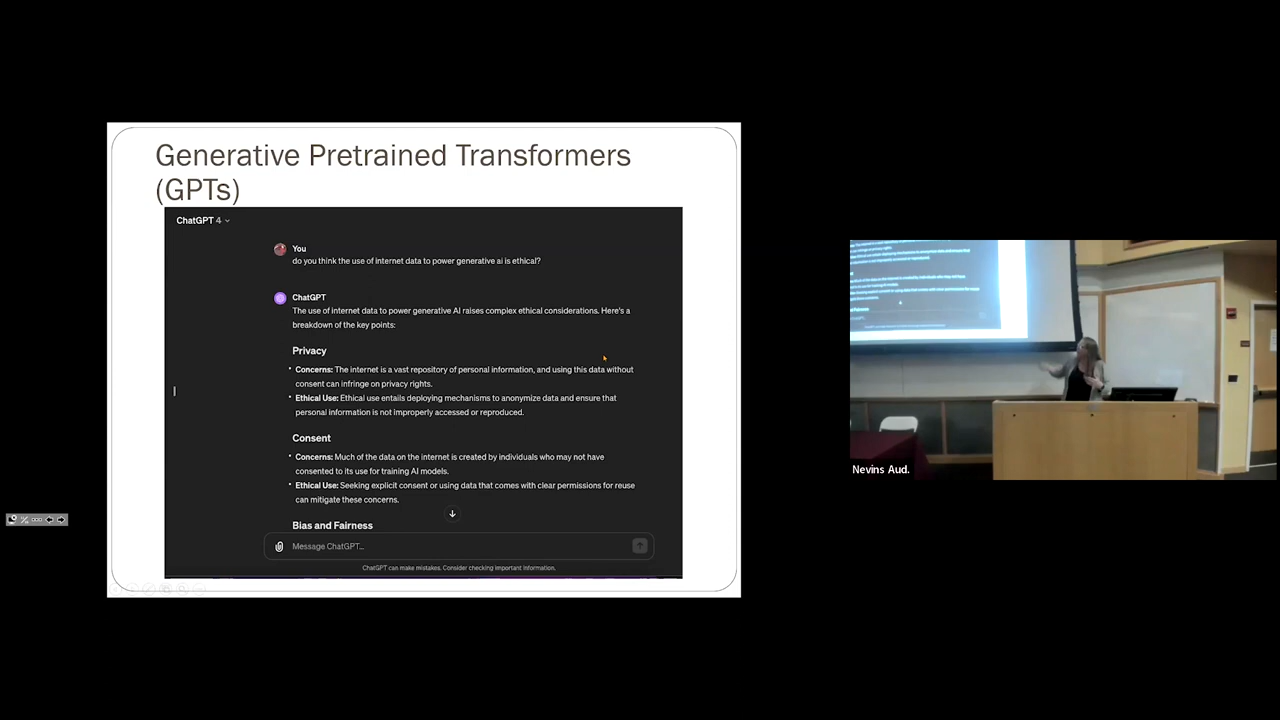 Generative Pretrained Transformers
(GPTs)
ChatGPT 4
You
do you think the use of internet data to power generative ai is ethical?
ChatGPT
The use of internet data to power generative AI raises complex ethical considerations. Here's a
breakdown of the key points:
Privacy
• Concerns: The internet is a vast repository of personal information, and using this data without
consent can infringe on privacy rights.
• Ethical Use: Ethical use entails deploying mechanisms to anonymize data and ensure that
personal information is not improperly accessed or reproduced.
Consent
• Concerns: Much of the data on the internet is created by individuals who may not have
consented to its use for training AI models.
• Ethical Use: Seeking explicit consent or using data that comes with clear permissions for reuse
can mitigate these concerns.
Bias and Fairness
Message ChatGPT...
ChatGPT can make mistakes. Consider checking important information.
Nevins Aud.